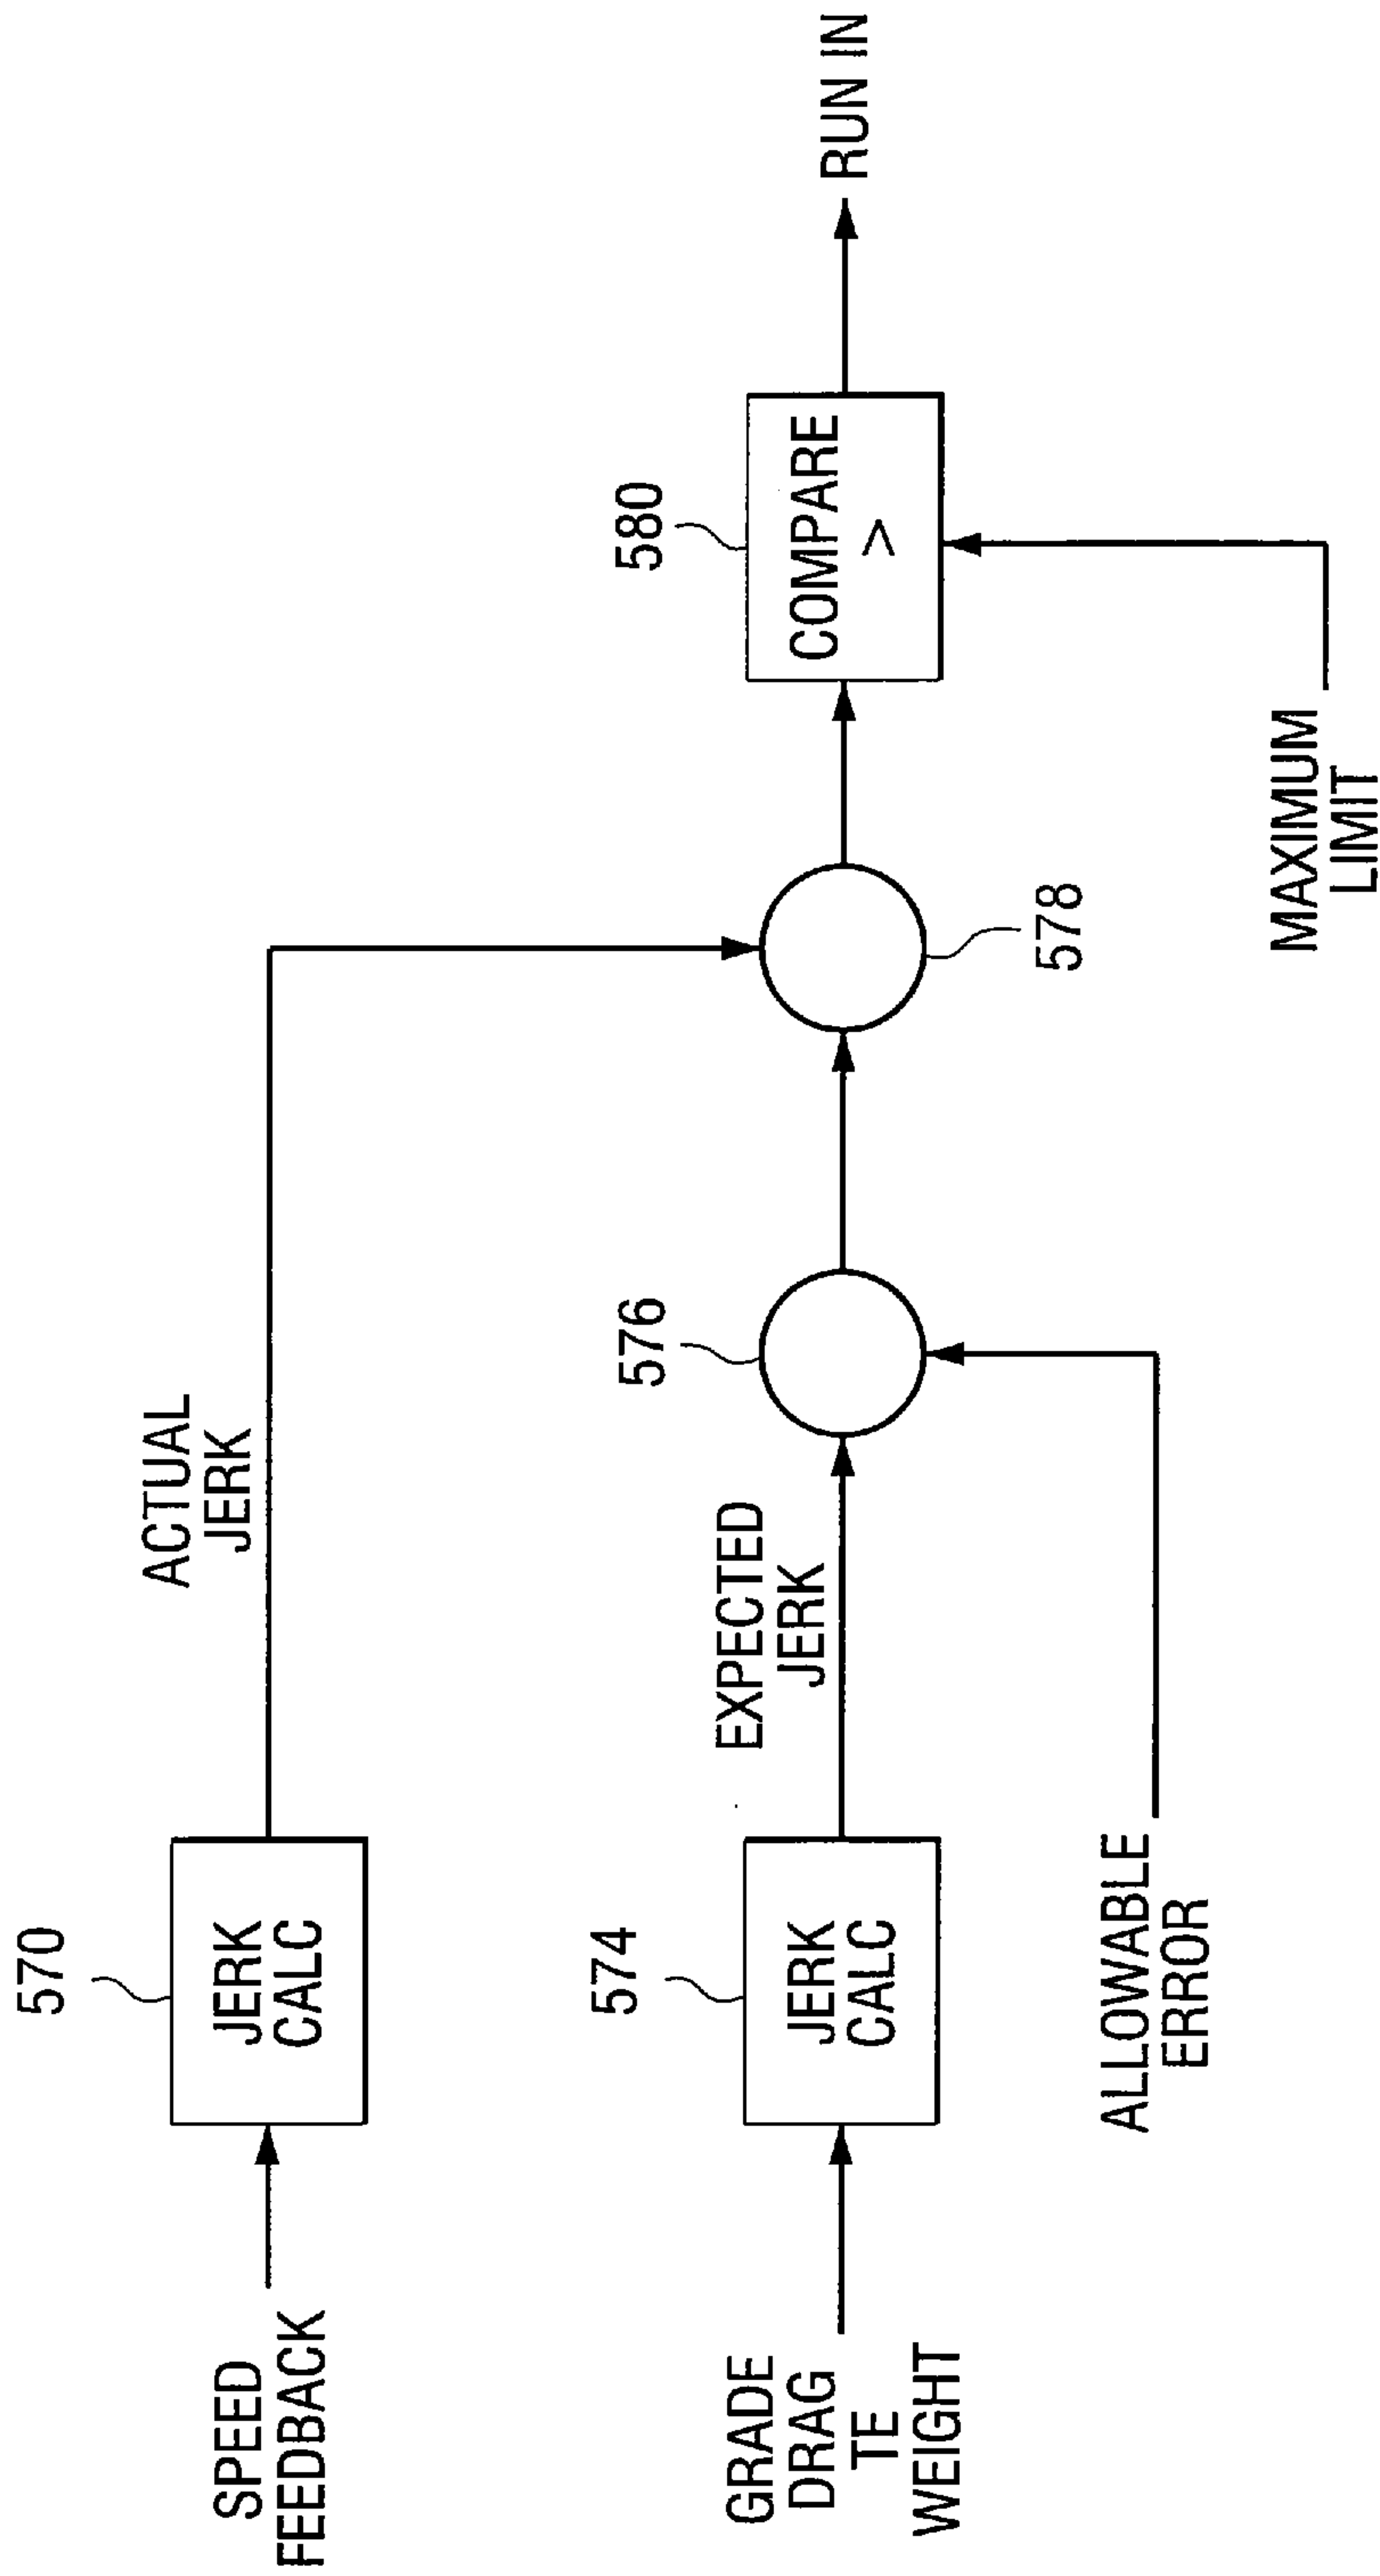 570
SPEED
FEEDBACK
JERK
CALC
ACTUAL
JERK
574
GRADE
DRAG
TE
WEIGHT
JERK
CALC
EXPECTED
JERK
576
ALLOWABLE
ERROR
578
580
COMPARE
>
MAXIMUM
LIMIT
RUN IN